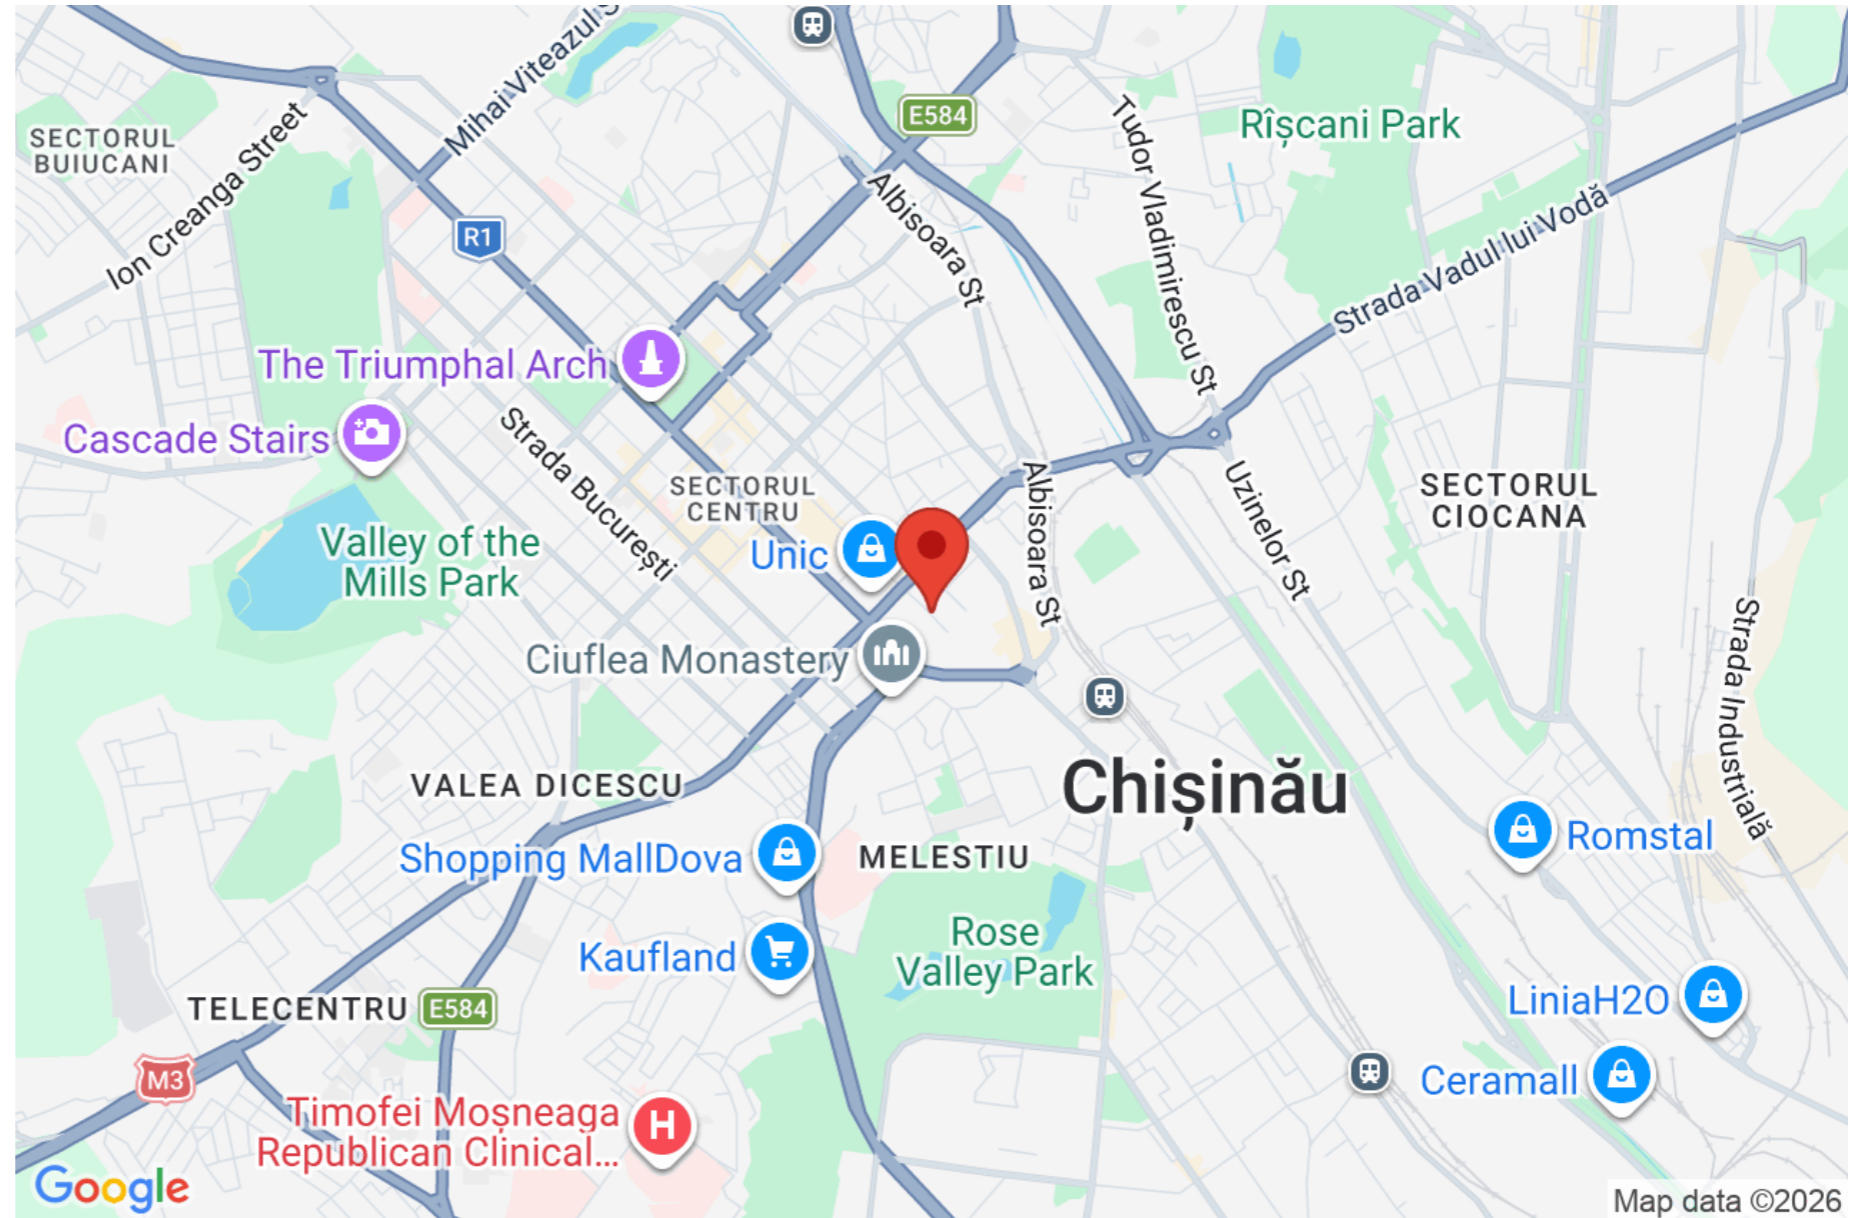 Mihai Viteazul
E584
Rîșcani Park
SECTORUL
BUIUCANI
Ion Creanga Street
R1
Albisoara St
Tudor Vladimirescu St
Strada Vadul lui Vodă
The Triumphal Arch
Cascade Stairs
Strada București
SECTORUL
CENTRU
Unic
Albisoara St
Uzinelor St
SECTORUL
CIOCANA
Valley of the
Mills Park
Ciuflea Monastery
Strada Industrială
VALEA DICESCU
Chișinău
Shopping MallDova
MELESTIU
Romstal
Kaufland
Rose
Valley Park
TELECENTRU
E584
LiniaH2O
M3
Ceramall
Timofei Moșneaga
Republican Clinical...
H
Google
Map data ©2026